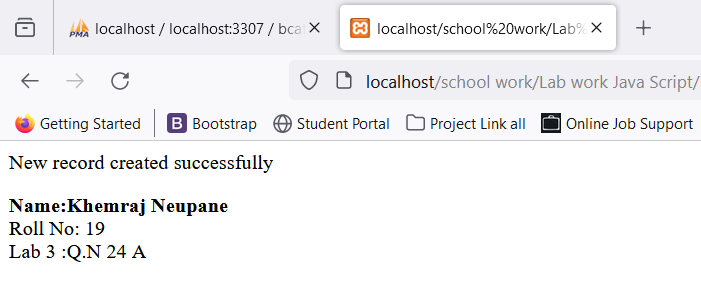 PMA
localhost / localhost:3307 / bca
localhost/school%20work/Lab%
localhost/school work/Lab work Java Script/
Getting Started
Bootstrap
Student Portal
Project Link all
Online Job Support
New record created successfully
Name:Khemraj Neupane
Roll No: 19
Lab 3 :Q.N 24 A